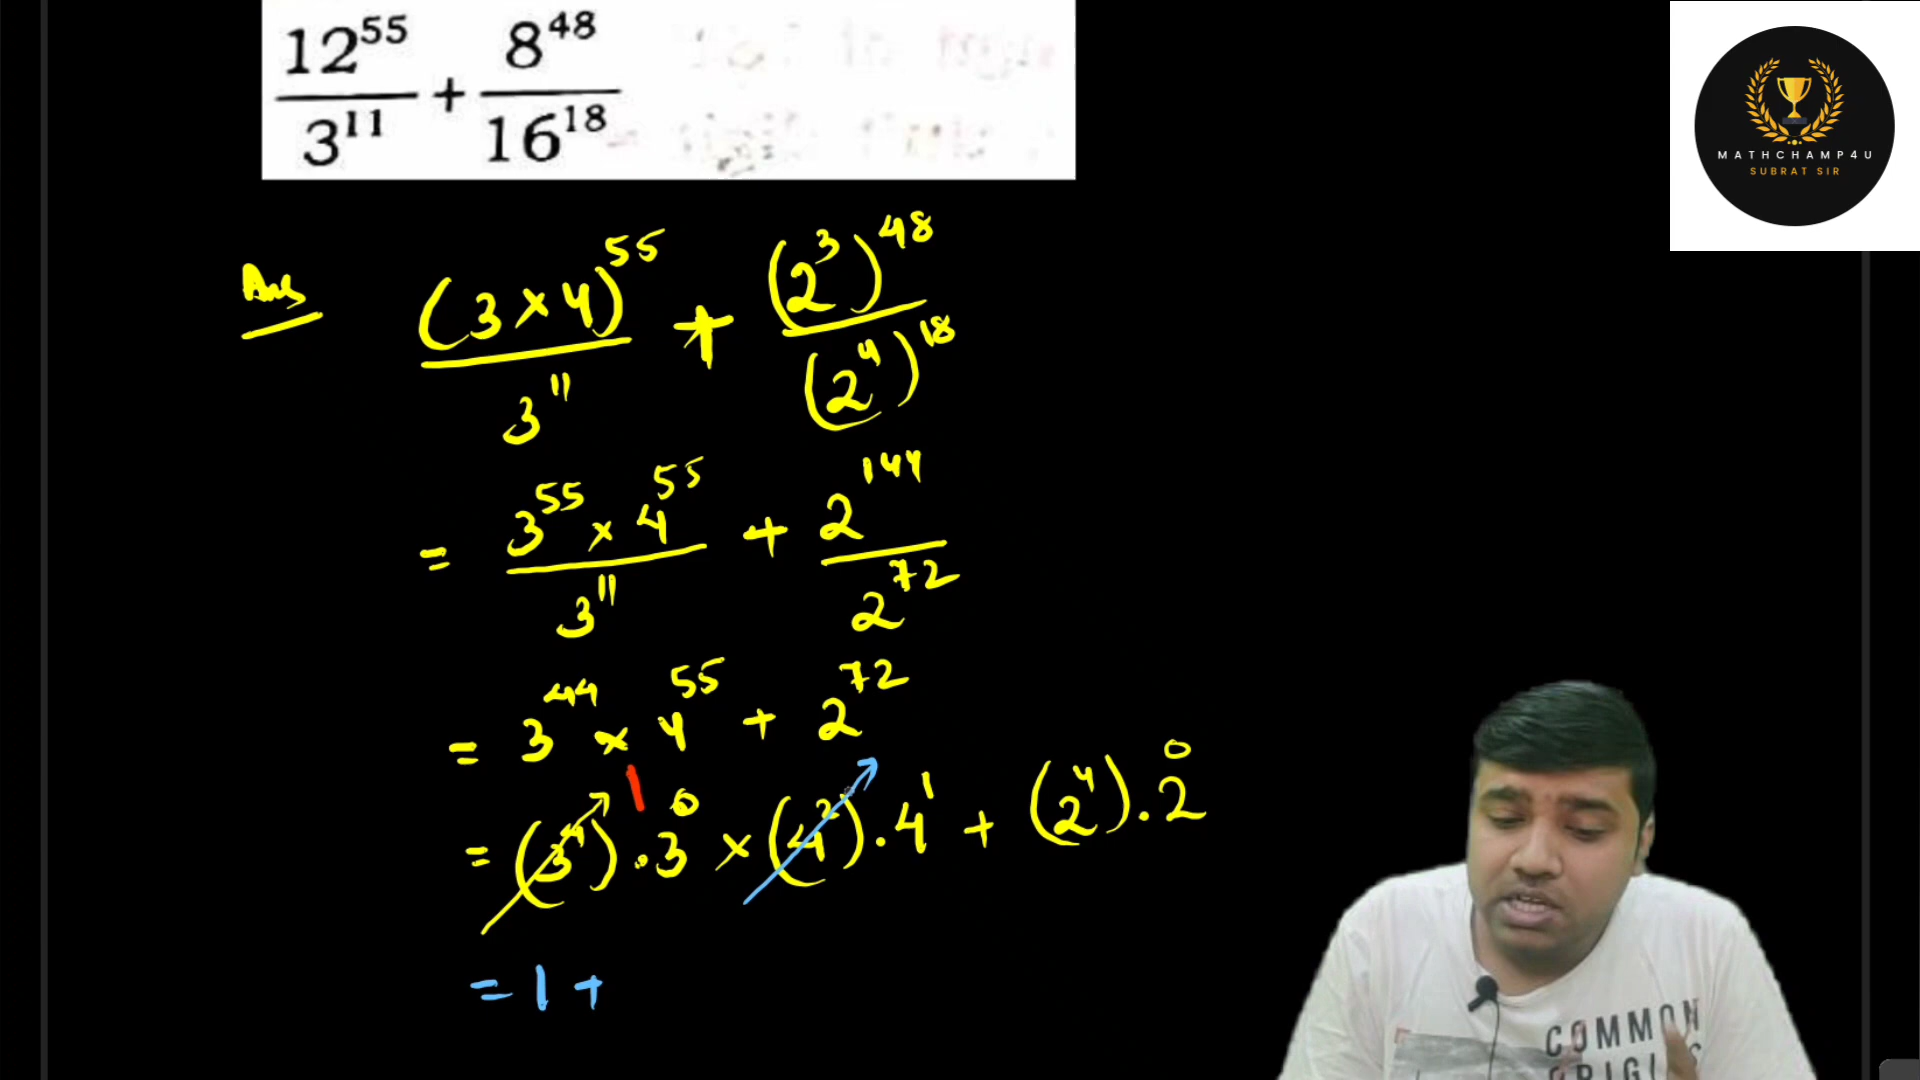 12^55/3^11 + 8^48/16^18
MATHCHAMP4U
SUBRAT SIR
Ans (3×4)^55/3^11 + (2^3)^48/(2^4)^18
= 3^55 × 4^55/3^11 + 2^144/2^72
= 3^44 × 4^55 + 2^72
= (3^4) · 3^0 1 × (4^2) · 4^1 + (2^4) · 2^0
= 1 +
COMMON
ORIGI